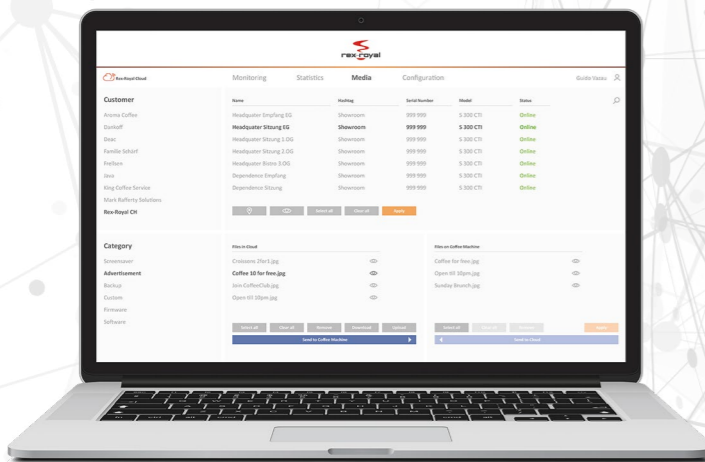 rex-royal
Rex-Royal Cloud Monitoring Statistics Media Configuration Guido Vassu
Customer Name Hashtag Serial Number Model Status
Aroma Coffee Headquater Empfang EG Showroom 999 999 S 300 CTI Online
Dankoff Headquater Sitzung EG Showroom 999 999 S 300 CTI Online
Deac Headquater Sitzung 1.OG Showroom 999 999 S 300 CTI Online
Familie Schürf Headquater Sitzung 2.OG Showroom 999 999 S 300 CTI Online
Headquater Bistro 3.OG Showroom 999 999 S 300 CTI Online
Java Dependence Empfang Showroom 999 999 S 300 CTI Online
King Coffee Service Dependence Sitzung Showroom 999 999 S 300 CTI Online
Mark Rafferty Solutions
Rex-Royal CH Select all Clear all Apply
Category Files in Cloud Files on Coffee Machine
Screensaver Croissons 2for1.jpg Coffee for free.jpg
Advertisement Coffee 10 for free.jpg Open till 10pm.jpg
Backup Join CoffeeClub.jpg Sunday Brunch.jpg
Custom Open till 10pm.jpg
Firmware
Software Select all Clear all Remove Download Upload Select all Clear all Remove Apply
Send to Coffee Machine Send to Cloud